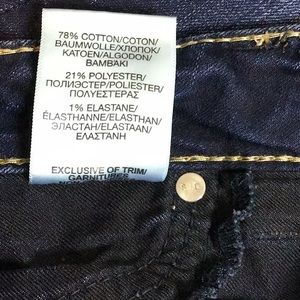 78% COTTON/COTON/
BAUMWOLLE/ХЛОПОК/
KATOEN/ALGODON/
ΒΑΜΒΑΚΙ
21% POLYESTER/
ПОЛИЭСТЕР/POLIESTER/
ΠΟΛΥΕΣΤΕΡΑΣ
1% ELASTANE/
ÉLASTHANNE/ELASTHAN/
ЭЛАСТАН/ELASTAAN/
ΕΛΑΣΤΑΝΗ
EXCLUSIVE OF TRIM/
GARNITURES